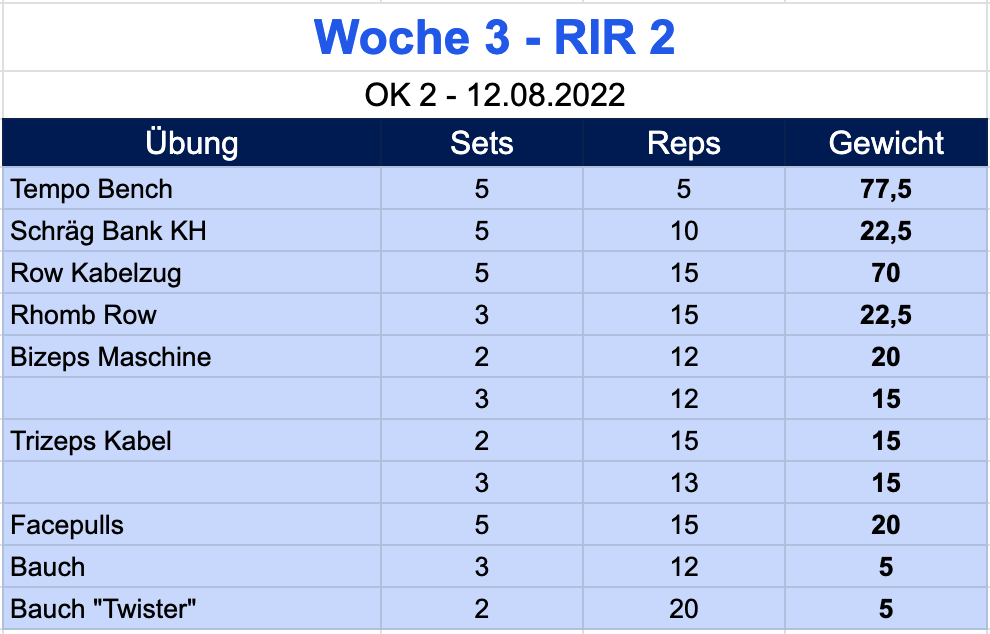 Woche 3 - RIR 2
OK 2 - 12.08.2022
Übung Sets Reps Gewicht
Tempo Bench 5 5 77,5
Schräg Bank KH 5 10 22,5
Row Kabelzug 5 15 70
Rhomb Row 3 15 22,5
Bizeps Maschine 2 12 20
3 12 15
Trizeps Kabel 2 15 15
3 13 15
Facepulls 5 15 20
Bauch 3 12 5
Bauch "Twister" 2 20 5